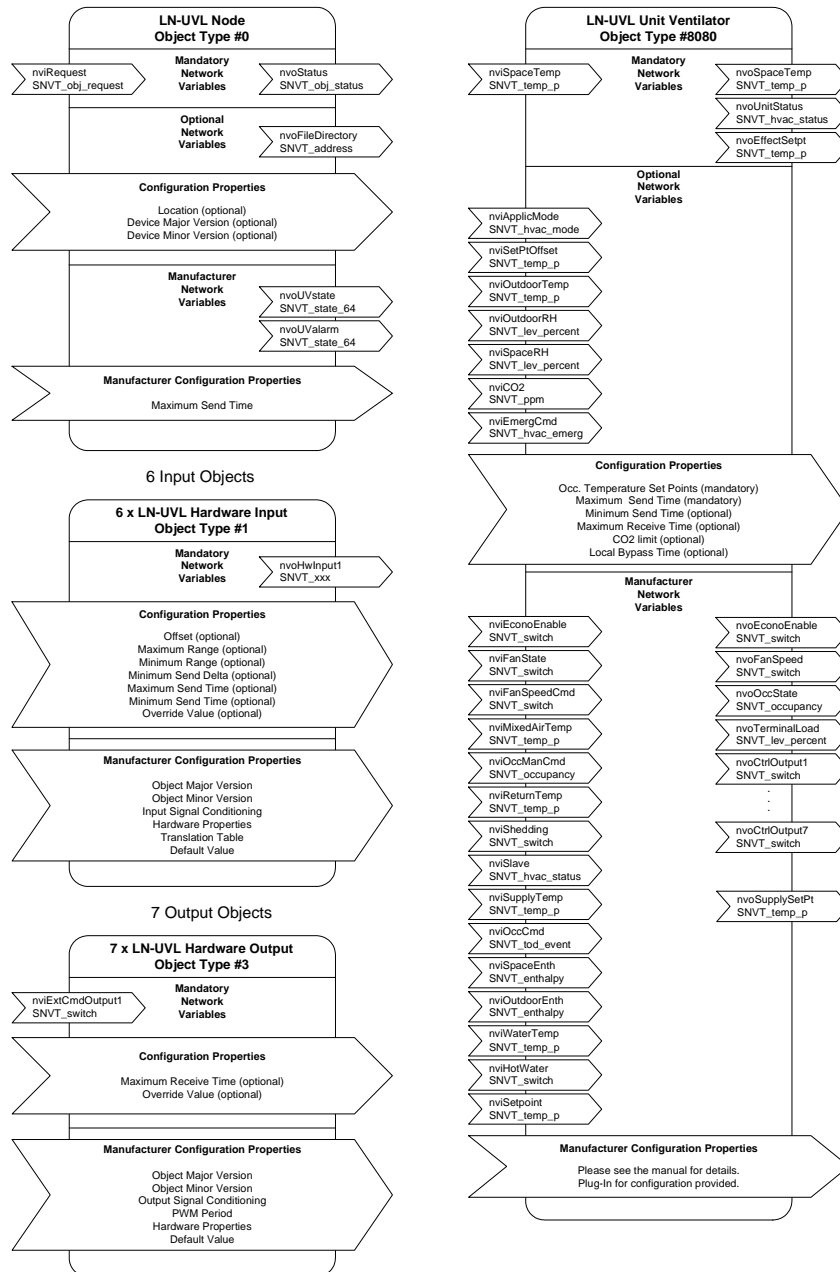 LN-UVL Node
Object Type #0
nviRequest
SNVT_obj_request
Mandatory
Network
Variables
nvoStatus
SNVT_obj_status
Optional
Network
Variables
nvoFileDirectory
SNVT_address
Configuration Properties
Location (optional)
Device Major Version (optional)
Device Minor Version (optional)
Manufacturer
Network
Variables
nvoUVstate
SNVT_state_64
nvoUValarm
SNVT_state_64
Manufacturer Configuration Properties
Maximum Send Time
6 Input Objects
6 x LN-UVL Hardware Input
Object Type #1
Mandatory
Network
Variables
nvoHwInput1
SNVT_xxx
Configuration Properties
Offset (optional)
Maximum Range (optional)
Minimum Range (optional)
Minimum Send Delta (optional)
Maximum Send Time (optional)
Minimum Send Time (optional)
Override Value (optional)
Manufacturer Configuration Properties
Object Major Version
Object Minor Version
Input Signal Conditioning
Hardware Properties
Translation Table
Default Value
7 Output Objects
7 x LN-UVL Hardware Output
Object Type #3
nviExtCmdOutput1
SNVT_switch
Mandatory
Network
Variables
Configuration Properties
Maximum Receive Time (optional)
Override Value (optional)
Manufacturer Configuration Properties
Object Major Version
Object Minor Version
Output Signal Conditioning
PWM Period
Hardware Properties
Default Value
LN-UVL Unit Ventilator
Object Type #8080
nviSpaceTemp
SNVT_temp_p
Mandatory
Network
Variables
nvoSpaceTemp
SNVT_temp_p
nvoUnitStatus
SNVT_hvac_status
nvoEffectSetpt
SNVT_temp_p
Optional
Network
Variables
nviApplicMode
SNVT_hvac_mode
nviSetPtOffset
SNVT_temp_p
nviOutdoorTemp
SNVT_temp_p
nviOutdoorRH
SNVT_lev_percent
nviSpaceRH
SNVT_lev_percent
nviCO2
SNVT_ppm
nviEmergCmd
SNVT_hvac_emerg
Configuration Properties
Occ. Temperature Set Points (mandatory)
Maximum Send Time (mandatory)
Minimum Send Time (optional)
Maximum Receive Time (optional)
CO2 limit (optional)
Local Bypass Time (optional)
Manufacturer
Network
Variables
nviEconoEnable
SNVT_switch
nviFanState
SNVT_switch
nviFanSpeedCmd
SNVT_switch
nviMixedAirTemp
SNVT_temp_p
nviOccManCmd
SNVT_occupancy
nviReturnTemp
SNVT_temp_p
nviShedding
SNVT_switch
nviSlave
SNVT_hvac_status
nviSupplyTemp
SNVT_temp_p
nviOccCmd
SNVT_tod_event
nviSpaceEnth
SNVT_enthalpy
nviOutdoorEnth
SNVT_enthalpy
nviWaterTemp
SNVT_temp_p
nviHotWater
SNVT_switch
nviSetpoint
SNVT_temp_p
nvoEconoEnable
SNVT_switch
nvoFanSpeed
SNVT_switch
nvoOccState
SNVT_occupancy
nvoTerminalLoad
SNVT_lev_percent
nvoCtrlOutput1
SNVT_switch
.
.
.
nvoCtrlOutput7
SNVT_switch
nvoSupplySetPt
SNVT_temp_p
Manufacturer Configuration Properties
Please see the manual for details.
Plug-In for configuration provided.